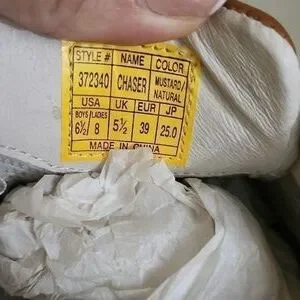 STYLE # NAME COLOR
372340 CHASER MUSTARD/
NATURAL
USA UK EUR JP
BOYS LADIES
6½ 8 5½ 39 25.0
MADE IN CHINA